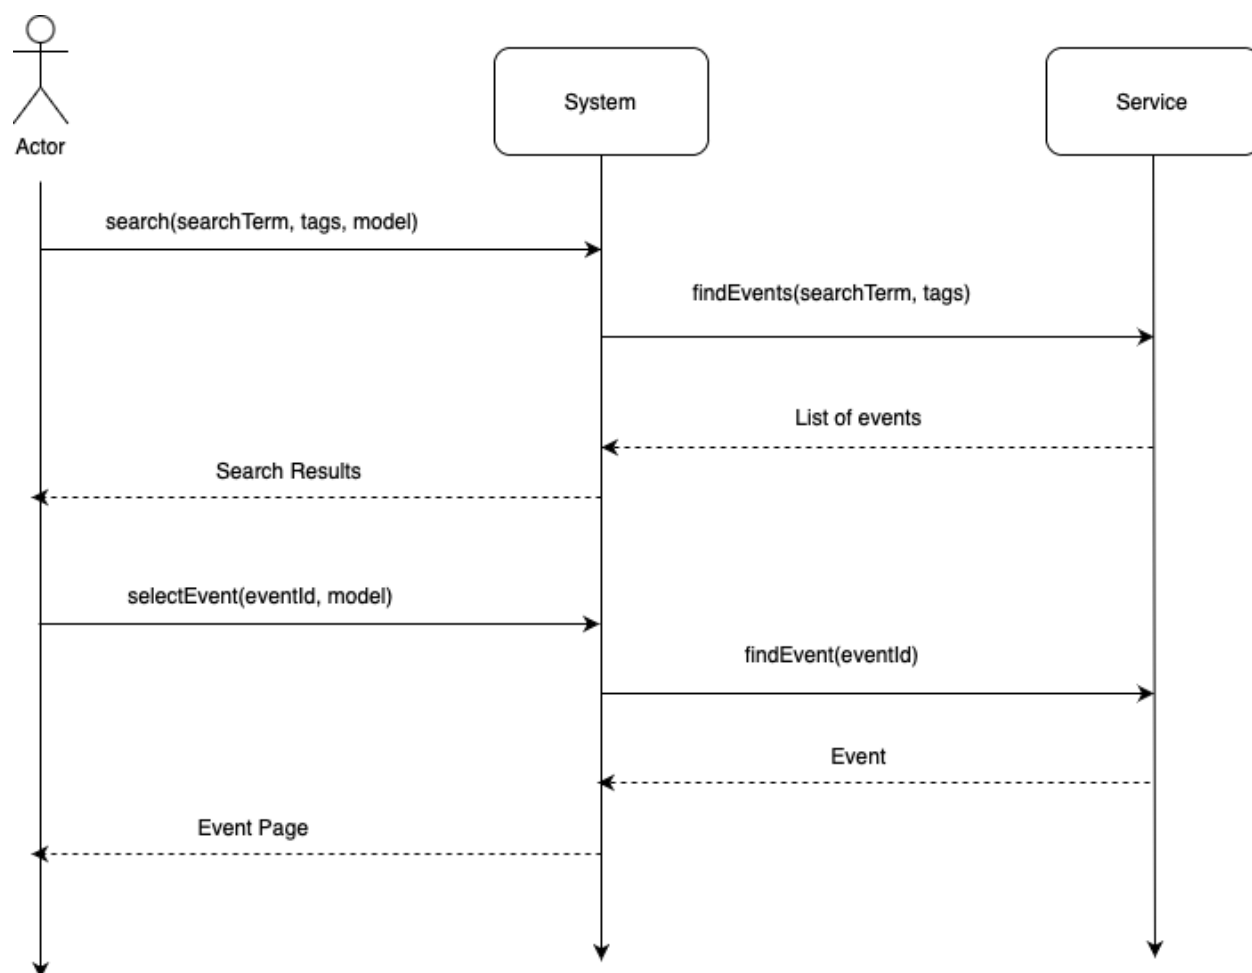 System
Service
Actor
search(searchTerm, tags, model)
findEvents(searchTerm, tags)
List of events
Search Results
selectEvent(eventId, model)
findEvent(eventId)
Event
Event Page